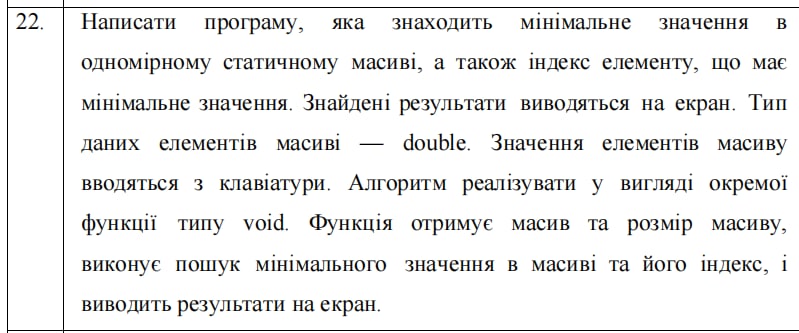 22. Написати програму, яка знаходить мінімальне значення в
одномірному статичному масиві, а також індекс елементу, що має
мінімальне значення. Знайдені результати виводяться на екран. Тип
даних елементів масиві — double. Значення елементів масиву
вводяться з клавіатури. Алгоритм реалізувати у вигляді окремої
функції типу void. Функція отримує масив та розмір масиву,
виконує пошук мінімального значення в масиві та його індекс, і
виводить результати на екран.